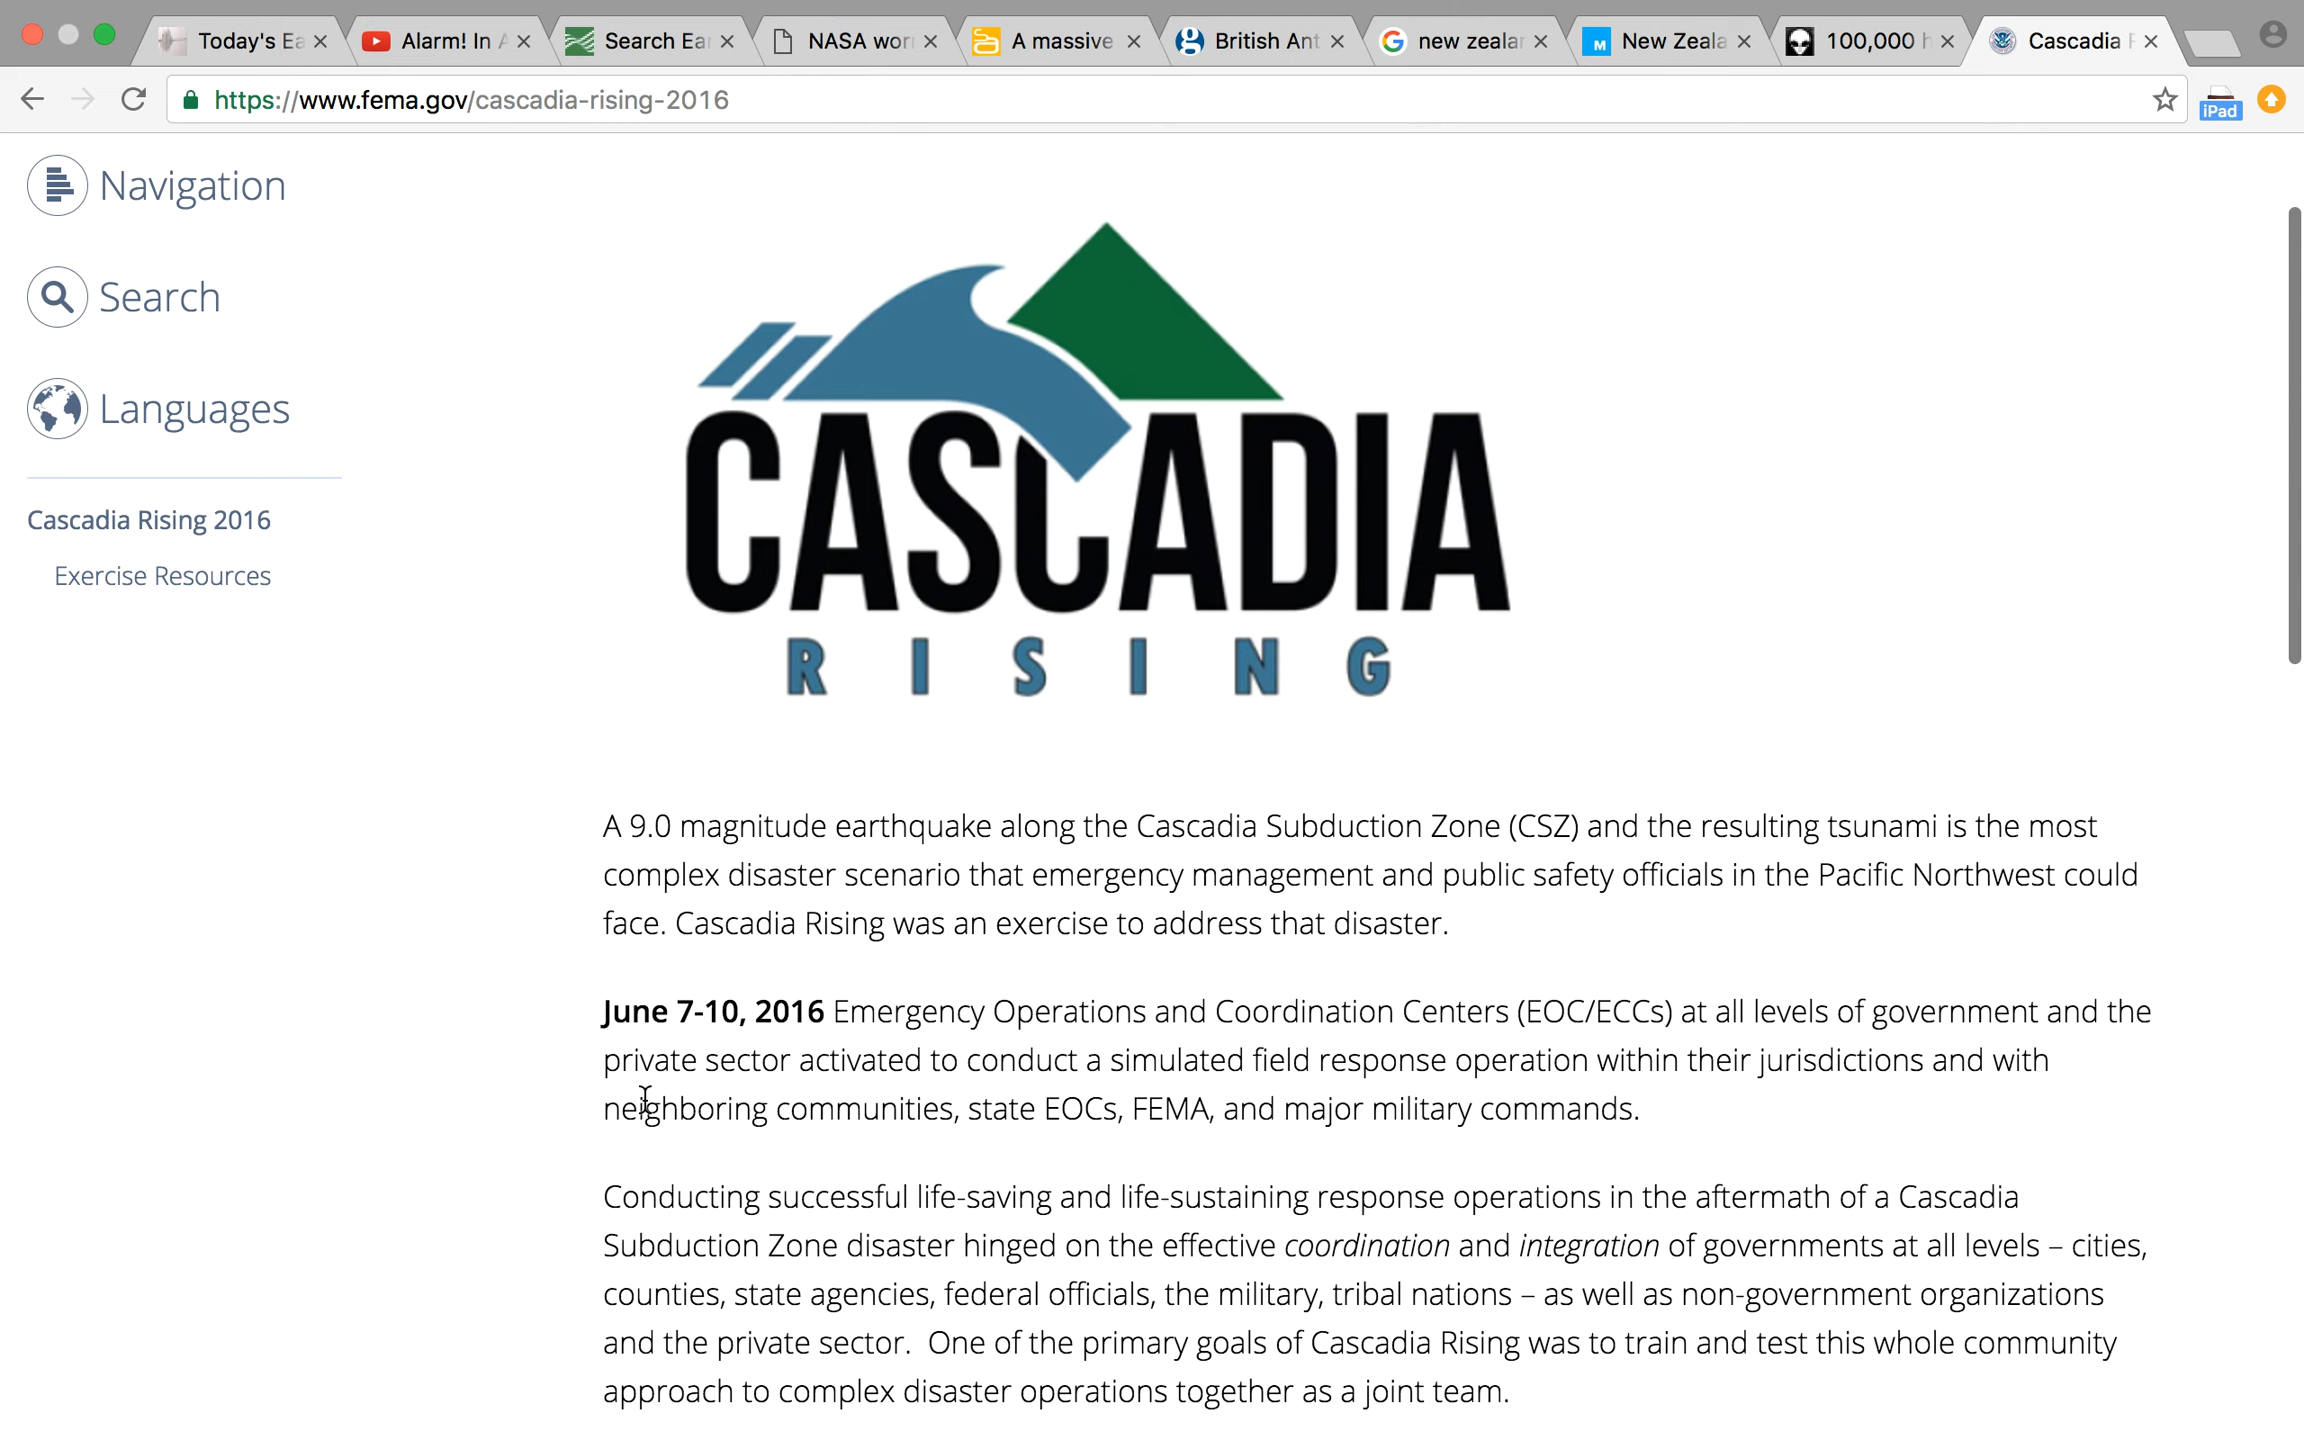 Today's Ea
Alarm! In A
Search Ear
NASA worr
A massive
British Ant
new zealar
New Zeala
100,000 h
Cascadia R
https://www.fema.gov/cascadia-rising-2016
iPad
Navigation
Search
Languages
Cascadia Rising 2016
Exercise Resources
CASCADIA
RISING
A 9.0 magnitude earthquake along the Cascadia Subduction Zone (CSZ) and the resulting tsunami is the most
complex disaster scenario that emergency management and public safety officials in the Pacific Northwest could
face. Cascadia Rising was an exercise to address that disaster.
June 7-10, 2016 Emergency Operations and Coordination Centers (EOC/ECCs) at all levels of government and the
private sector activated to conduct a simulated field response operation within their jurisdictions and with
neighboring communities, state EOCs, FEMA, and major military commands.
Conducting successful life-saving and life-sustaining response operations in the aftermath of a Cascadia
Subduction Zone disaster hinged on the effective coordination and integration of governments at all levels – cities,
counties, state agencies, federal officials, the military, tribal nations – as well as non-government organizations
and the private sector.  One of the primary goals of Cascadia Rising was to train and test this whole community
approach to complex disaster operations together as a joint team.